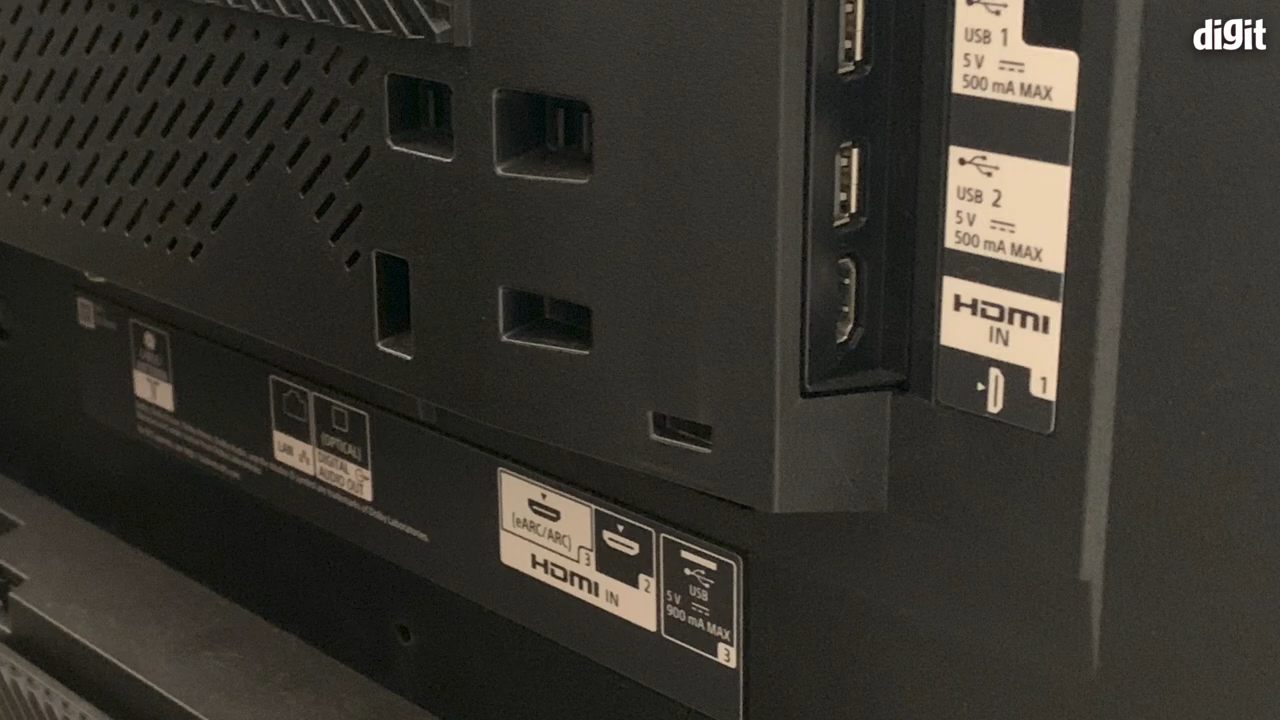 digit
USB 1
5 V
500 mA MAX
USB 2
5 V
500 mA MAX
HDMI
IN
1
LAN
(OPTICAL)
DIGITAL
AUDIO OUT
(eARC/ARC)
3
2
HDMI IN
USB
5 V
900 mA MAX
3